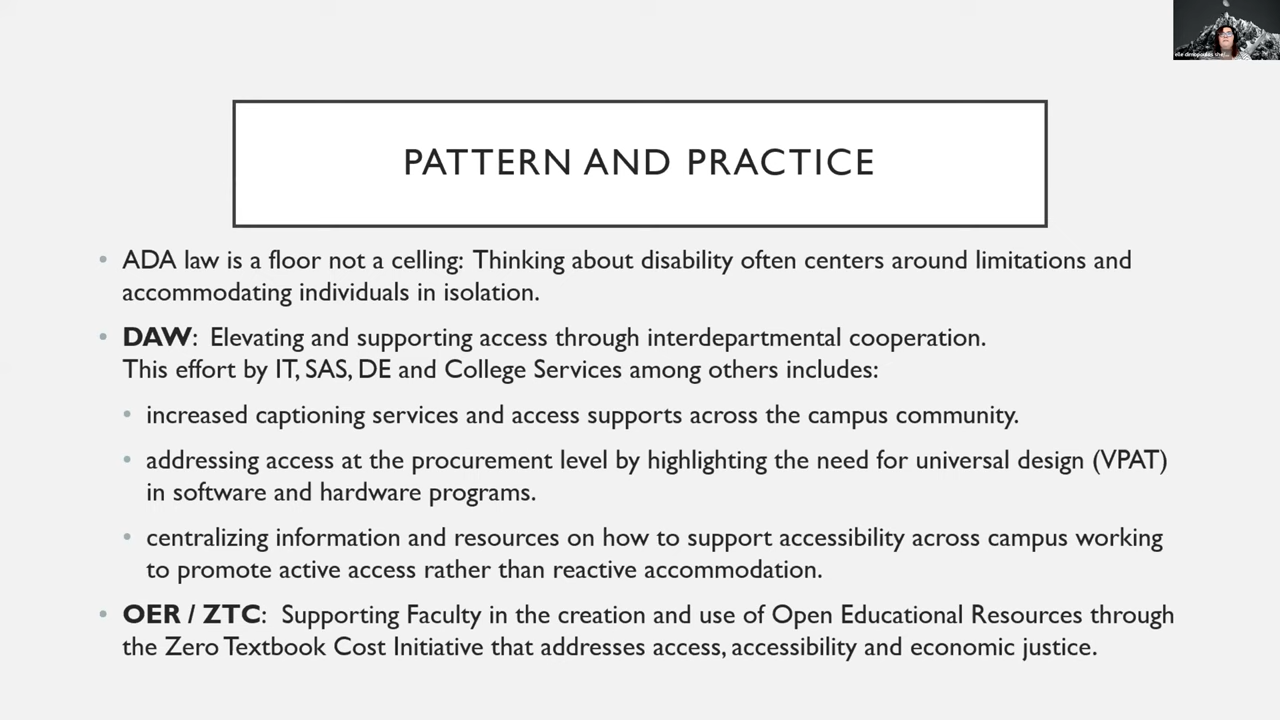 PATTERN AND PRACTICE
• ADA law is a floor not a celling: Thinking about disability often centers around limitations and
accommodating individuals in isolation.
• DAW: Elevating and supporting access through interdepartmental cooperation.
This effort by IT, SAS, DE and College Services among others includes:
• increased captioning services and access supports across the campus community.
• addressing access at the procurement level by highlighting the need for universal design (VPAT)
in software and hardware programs.
• centralizing information and resources on how to support accessibility across campus working
to promote active access rather than reactive accommodation.
• OER / ZTC: Supporting Faculty in the creation and use of Open Educational Resources through
the Zero Textbook Cost Initiative that addresses access, accessibility and economic justice.